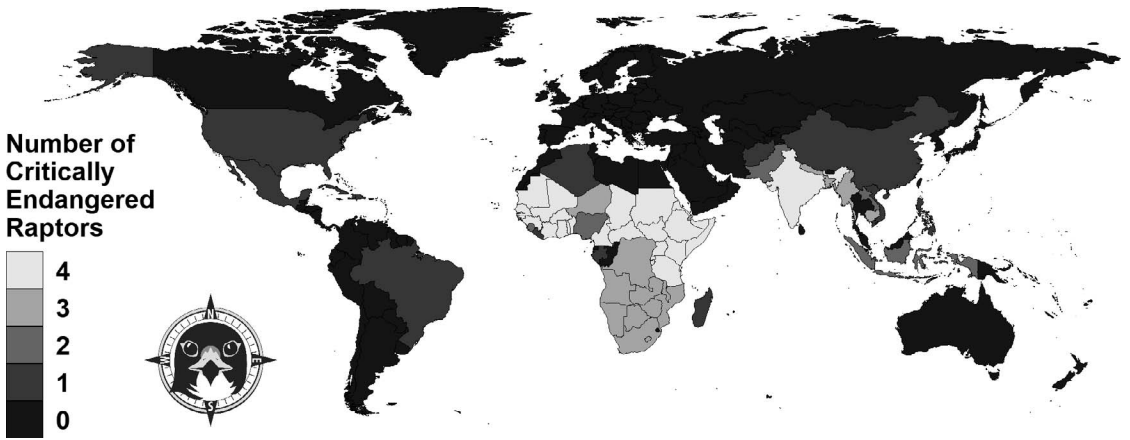 Number of
Critically
Endangered
Raptors
4
3
2
1
0
N
W
E
S